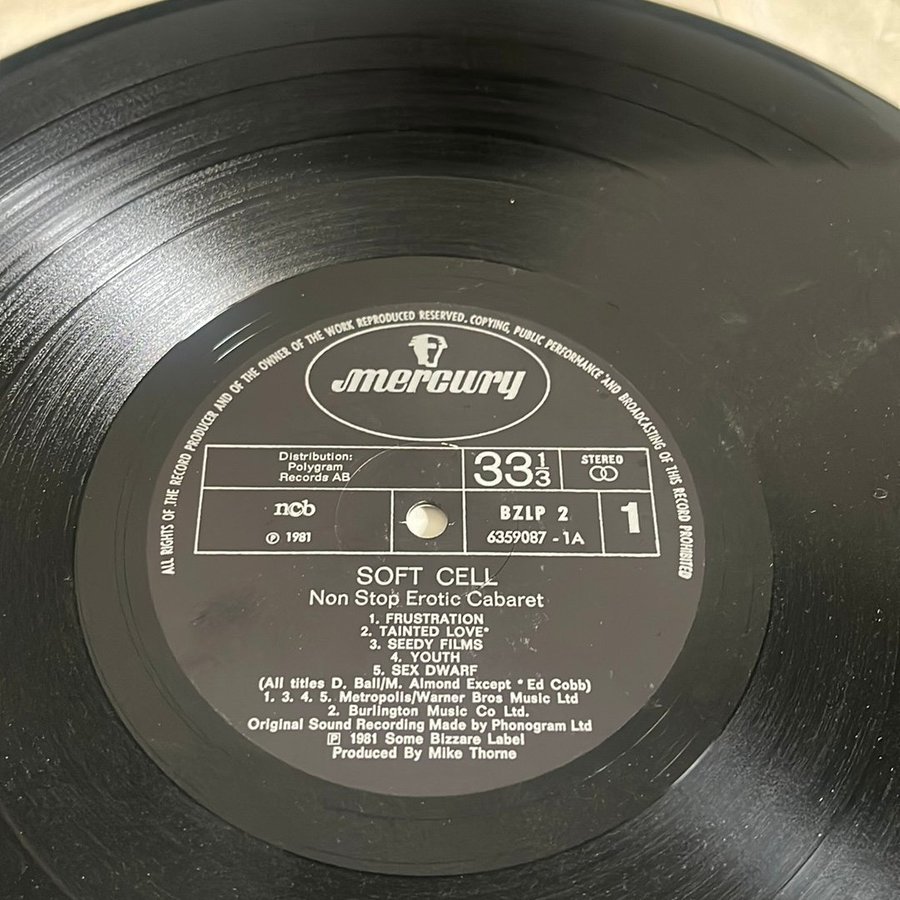 ALL RIGHTS OF THE RECORD PRODUCER AND OF THE OWNER OF THE WORK REPRODUCED RESERVED. COPYING, PUBLIC PERFORMANCE AND BROADCASTING OF THIS RECORD PROHIBITED
mercury
Distribution:
Polygram
Records AB
33 1/3
STEREO
ncb
℗ 1981
BZLP 2
6359087 - 1A
1
SOFT CELL
Non Stop Erotic Cabaret
1. FRUSTRATION
2. TAINTED LOVE*
3. SEEDY FILMS
4. YOUTH
5. SEX DWARF
(All titles D. Ball/M. Almond Except * Ed Cobb)
1. 3. 4. 5. Metropolis/Warner Bros Music Ltd
2. Burlington Music Co Ltd.
Original Sound Recording Made by Phonogram Ltd
℗ 1981 Some Bizzare Label
Produced By Mike Thorne